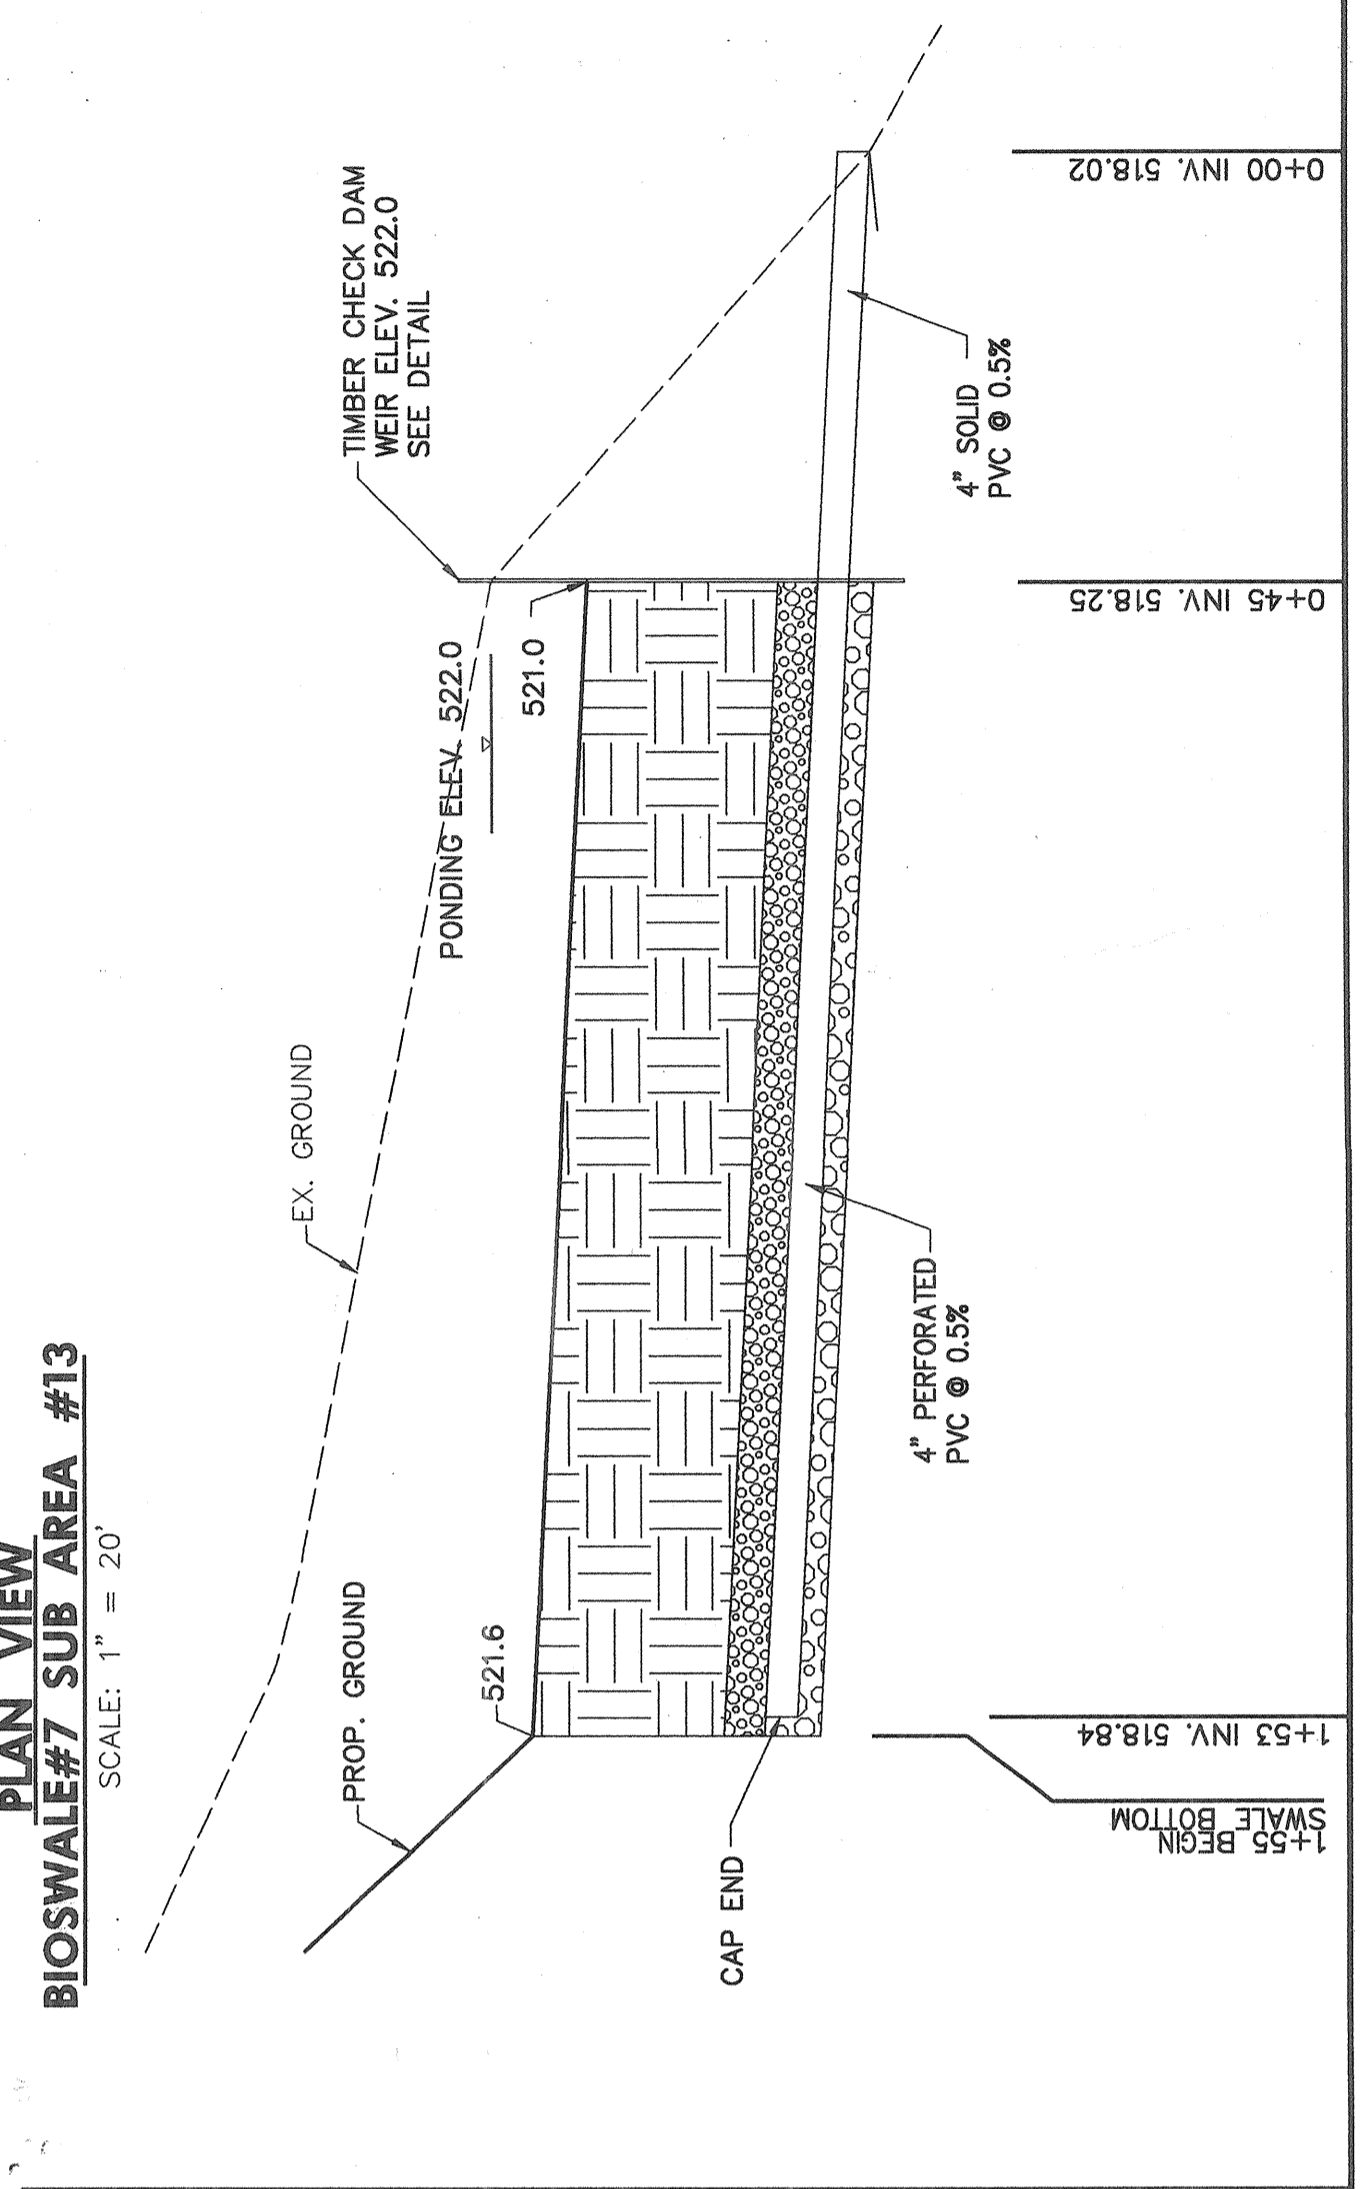 PLAN VIEW
BIOSWALE#7 SUB AREA #13
SCALE: 1" = 20'
EX. GROUND
PROP. GROUND
521.6
PONDING ELEV. 522.0
521.0
TIMBER CHECK DAM
WEIR ELEV. 522.0
SEE DETAIL
CAP END
4" PERFORATED
PVC @ 0.5%
4" SOLID
PVC @ 0.5%
1+55 BEGIN
SWALE BOTTOM
1+53 INV. 518.84
0+45 INV. 518.25
0+00 INV. 518.02